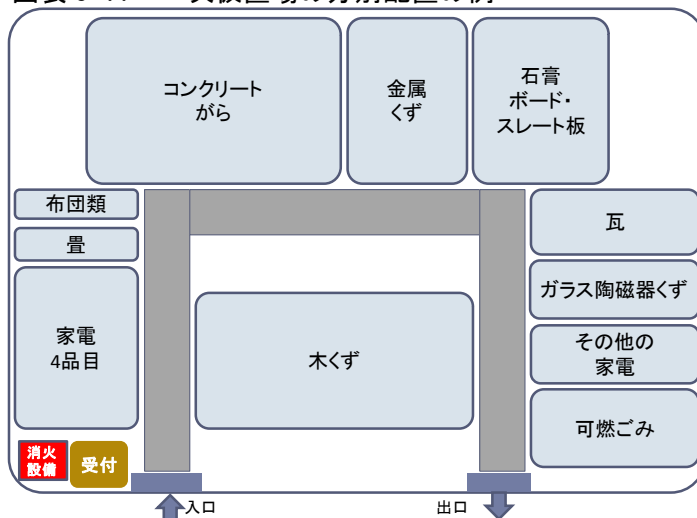 コンクリート
がら
金属
くず
石膏
ボード・
スレート板
布団類
畳
家電
4品目
木くず
瓦
ガラス陶磁器くず
その他の
家電
可燃ごみ
消火
設備
受付
入口
出口